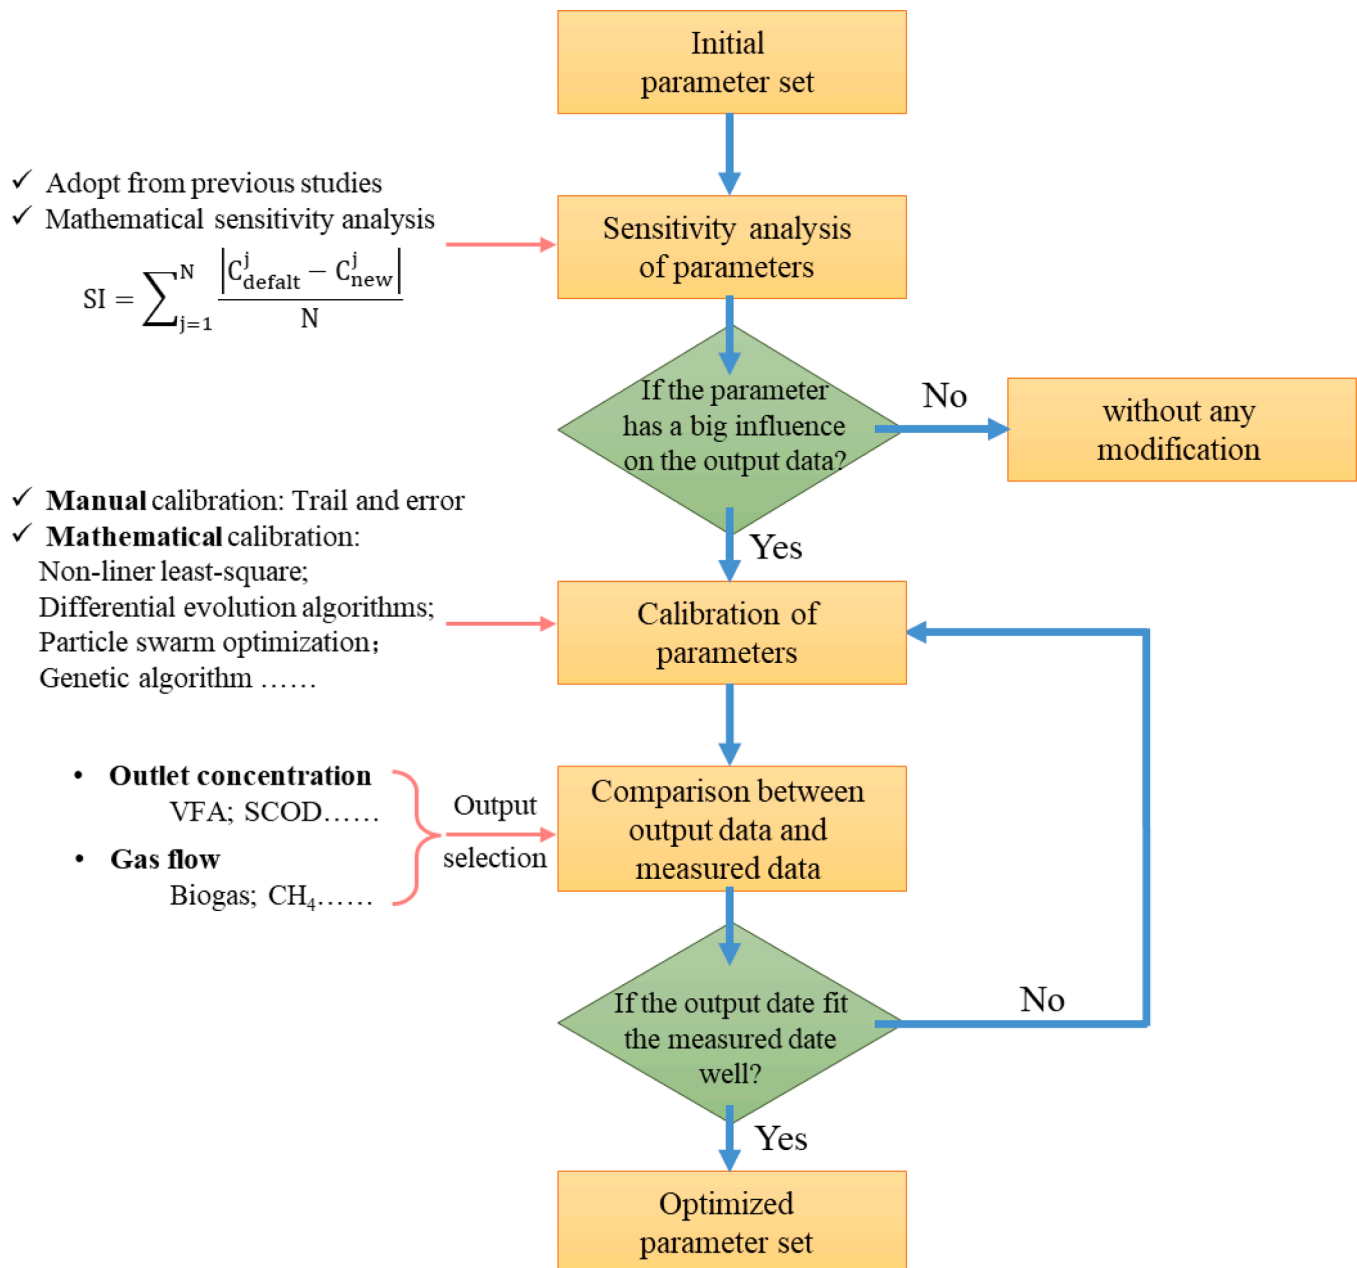 Initial
parameter set
✓ Adopt from previous studies
✓ Mathematical sensitivity analysis
SI = ∑_{j=1}^{N} |C_{defalt}^{j} − C_{new}^{j}| / N
Sensitivity analysis
of parameters
If the parameter
has a big influence
on the output data?
No
without any
modification
Yes
✓ Manual calibration: Trail and error
✓ Mathematical calibration:
Non-liner least-square;
Differential evolution algorithms;
Particle swarm optimization；
Genetic algorithm ……
Calibration of
parameters
• Outlet concentration
VFA; SCOD……
• Gas flow
Biogas; CH₄……
Output
selection
Comparison between
output data and
measured data
If the output date fit
the measured date
well?
No
Yes
Optimized
parameter set